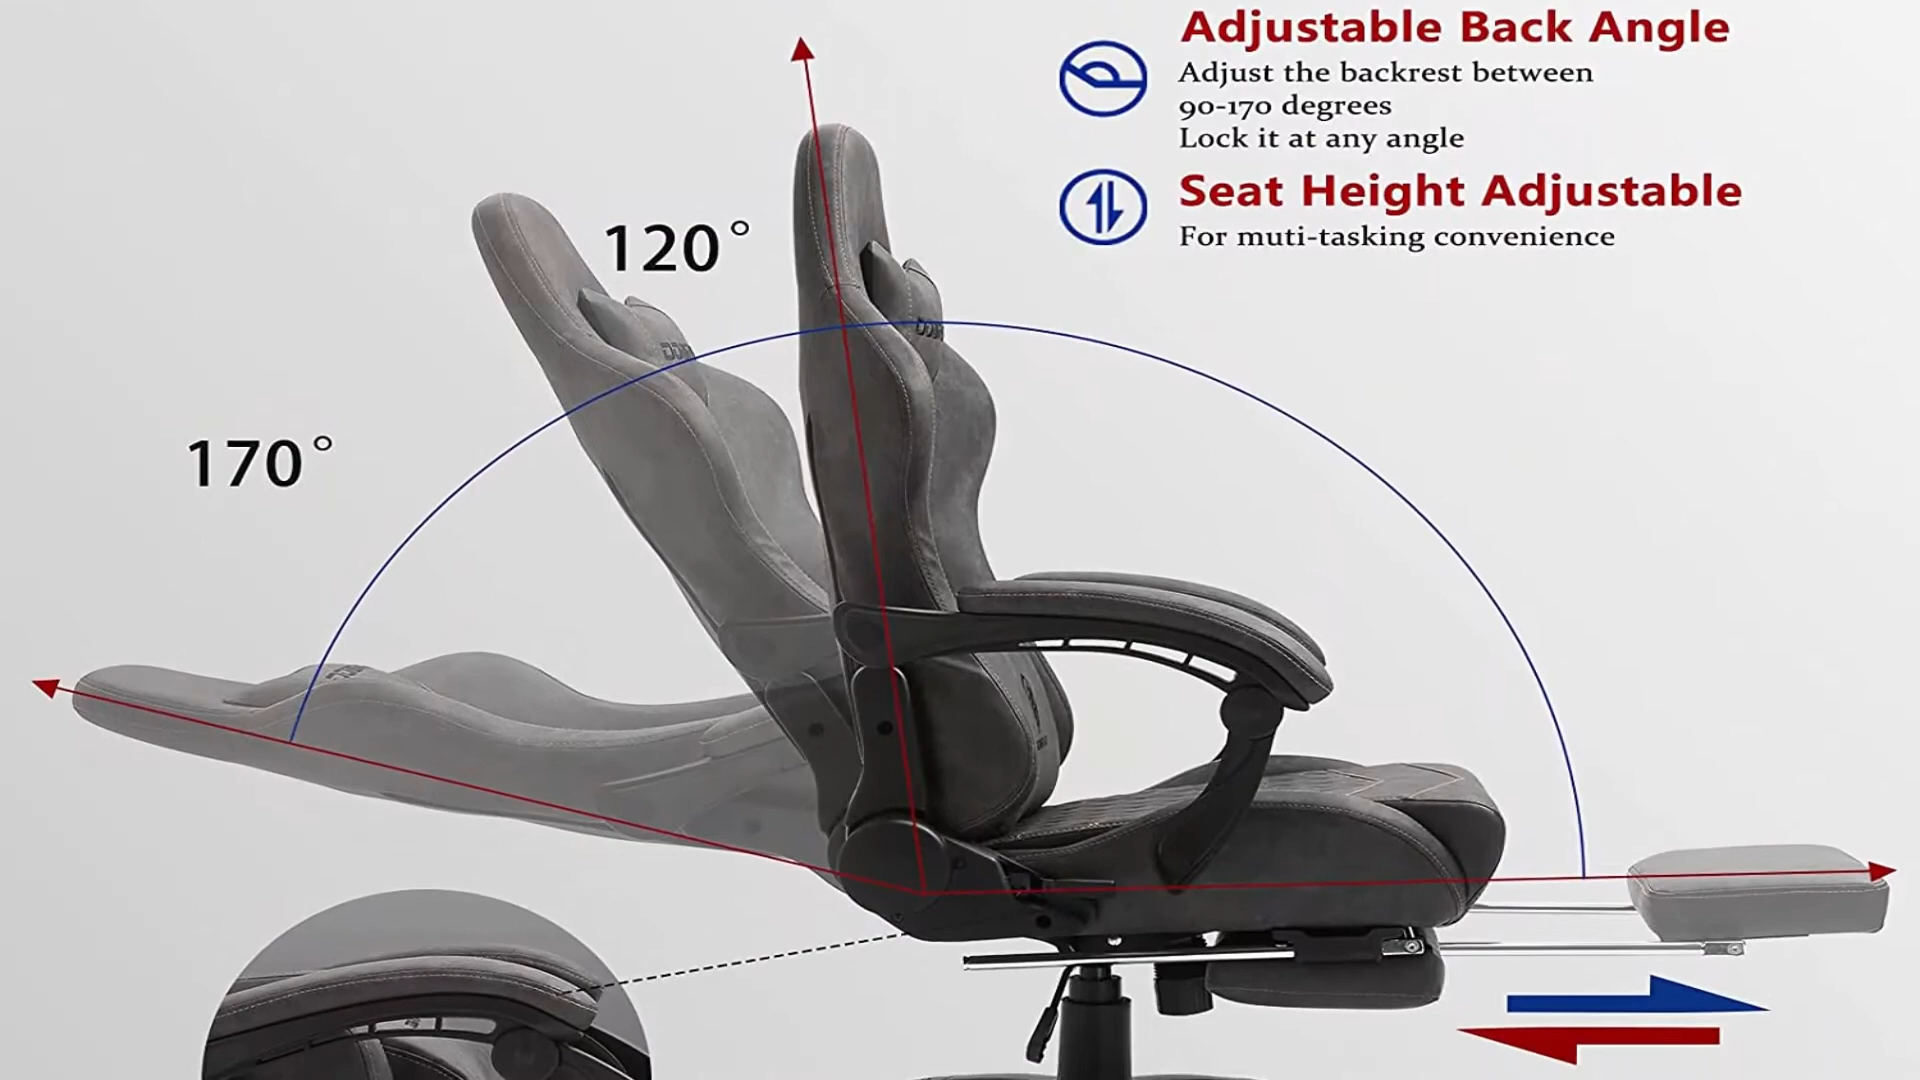 Adjustable Back Angle
Adjust the backrest between
90-170 degrees
Lock it at any angle
Seat Height Adjustable
For muti-tasking convenience
120°
170°